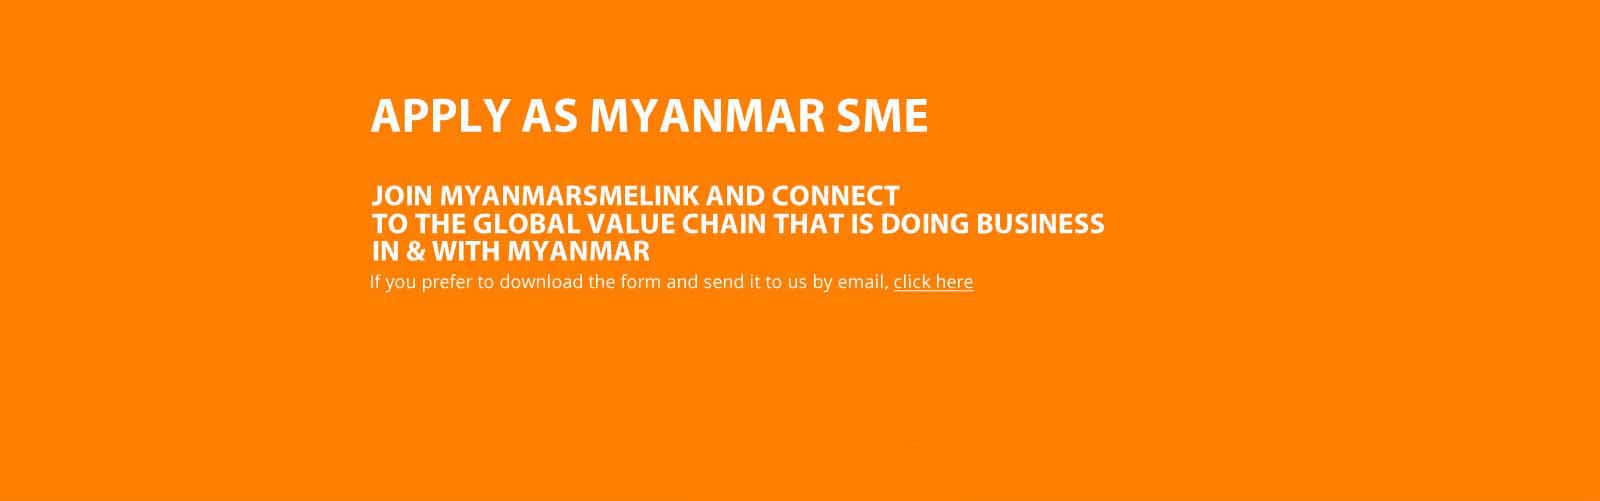 APPLY AS MYANMAR SME
JOIN MYANMARSMELINK AND CONNECT
TO THE GLOBAL VALUE CHAIN THAT IS DOING BUSINESS
IN & WITH MYANMAR
If you prefer to download the form and send it to us by email, click here